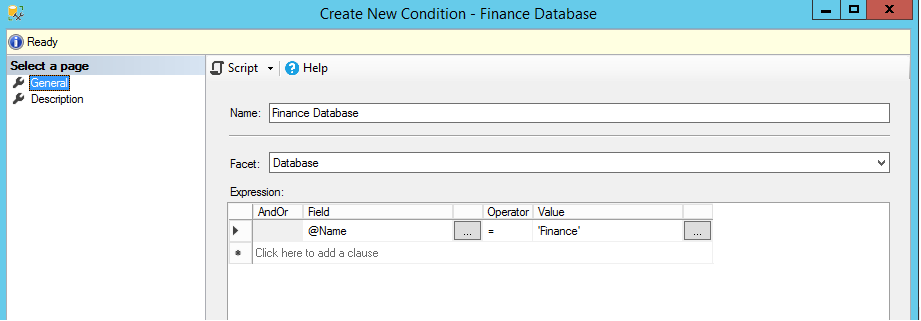 Create New Condition - Finance Database
Ready
Select a page
General
Description
Script Help
Name: Finance Database
Facet: Database
Expression:
AndOr Field Operator Value
@Name ... = 'Finance' ...
Click here to add a clause